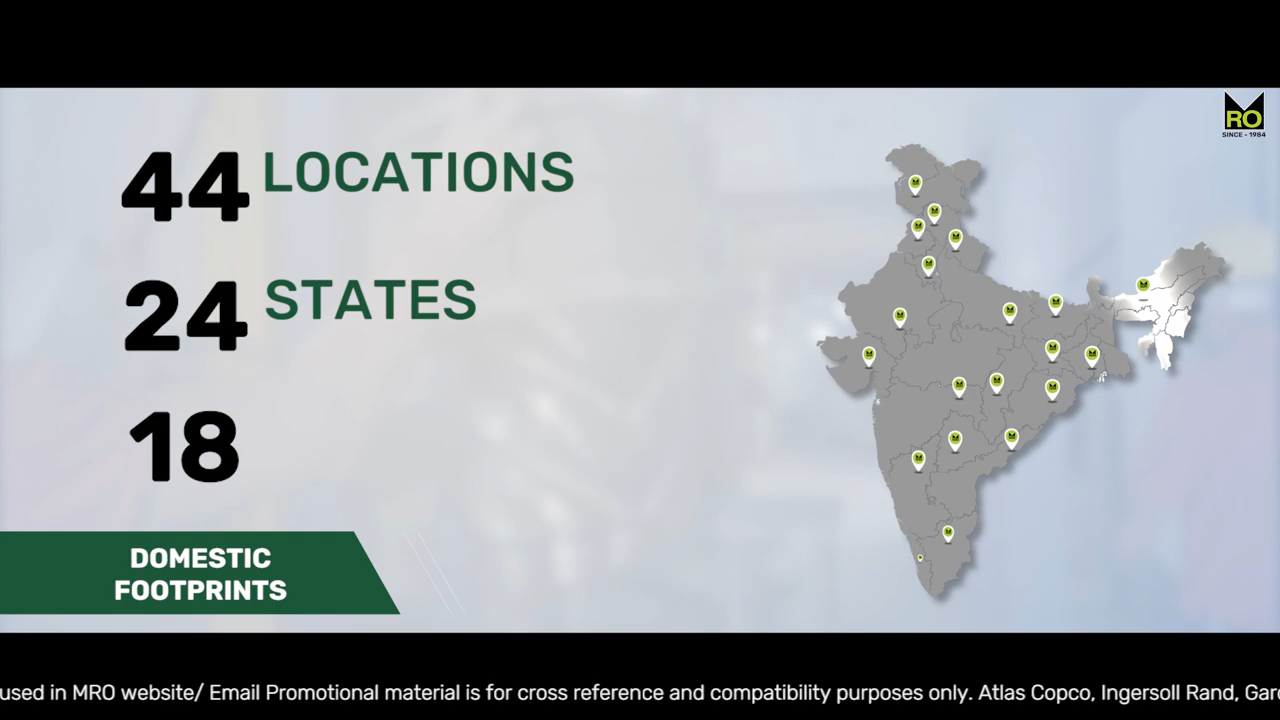 RO
SINCE - 1984
44 LOCATIONS
24 STATES
18
DOMESTIC
FOOTPRINTS
used in MRO website/ Email Promotional material is for cross reference and compatibility purposes only. Atlas Copco, Ingersoll Rand,